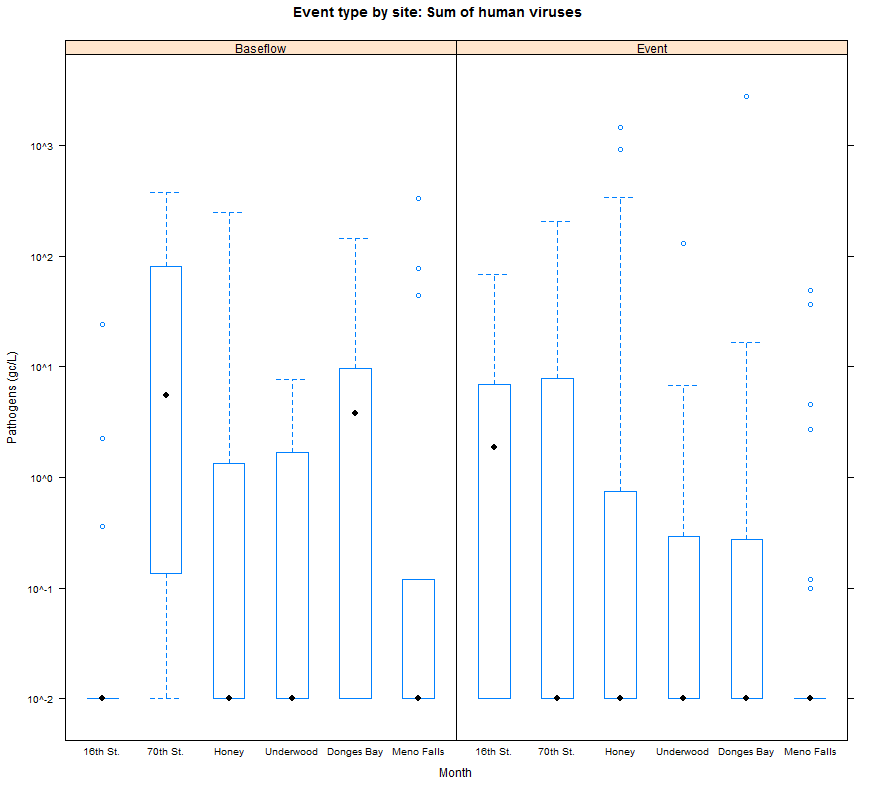 Event type by site: Sum of human viruses
Baseflow Event
10^3
10^2
10^1
10^0
10^-1
10^-2
Pathogens (gc/L)
16th St. 70th St. Honey Underwood Donges Bay Meno Falls 16th St. 70th St. Honey Underwood Donges Bay Meno Falls
Month